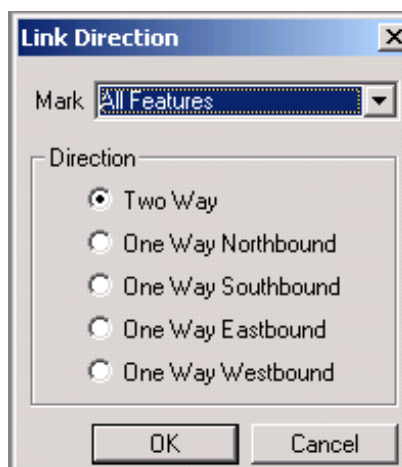 Link Direction
Mark All Features
Direction
Two Way
One Way Northbound
One Way Southbound
One Way Eastbound
One Way Westbound
OK Cancel